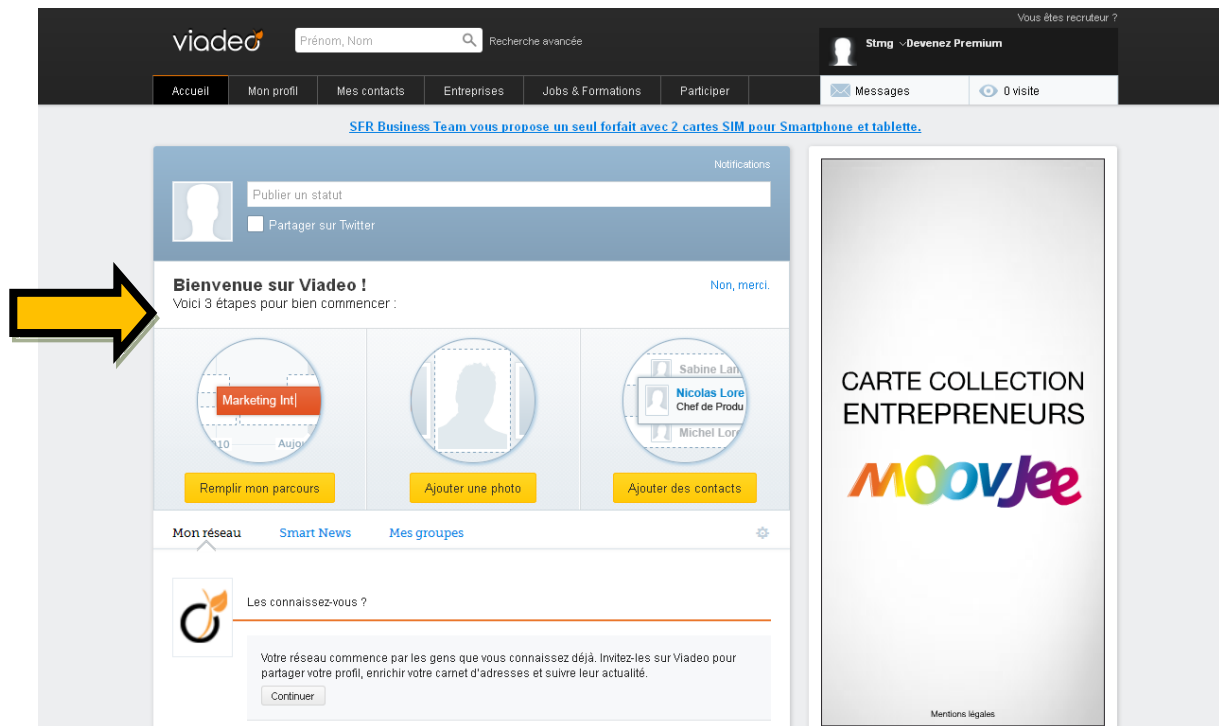 Vous êtes recruteur ?
viadeo
Prénom, Nom
Recherche avancée
Stmg Devenez Premium
Accueil
Mon profil
Mes contacts
Entreprises
Jobs & Formations
Participer
Messages
0 visite
SFR Business Team vous propose un seul forfait avec 2 cartes SIM pour Smartphone et tablette.
Notifications
Publier un statut
Partager sur Twitter
Bienvenue sur Viadeo !
Non, merci.
Voici 3 étapes pour bien commencer :
Marketing Int
Aujou
Sabine Lan
Nicolas Lore
Chef de Produ
Michel Lore
Remplir mon parcours
Ajouter une photo
Ajouter des contacts
Mon réseau
Smart News
Mes groupes
Les connaissez-vous ?
Votre réseau commence par les gens que vous connaissez déjà. Invitez-les sur Viadeo pour
partager votre profil, enrichir votre carnet d'adresses et suivre leur actualité.
Continuer
CARTE COLLECTION
ENTREPRENEURS
MOOVJee
Mentions légales